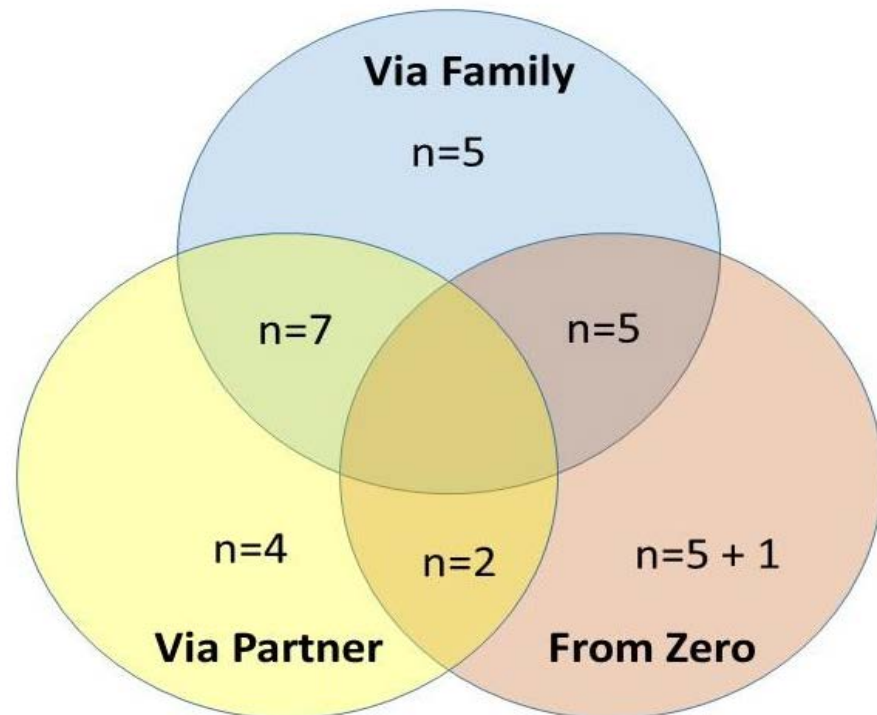 Via Family
n=5
n=7
n=5
n=4
n=2
n=5 + 1
Via Partner
From Zero